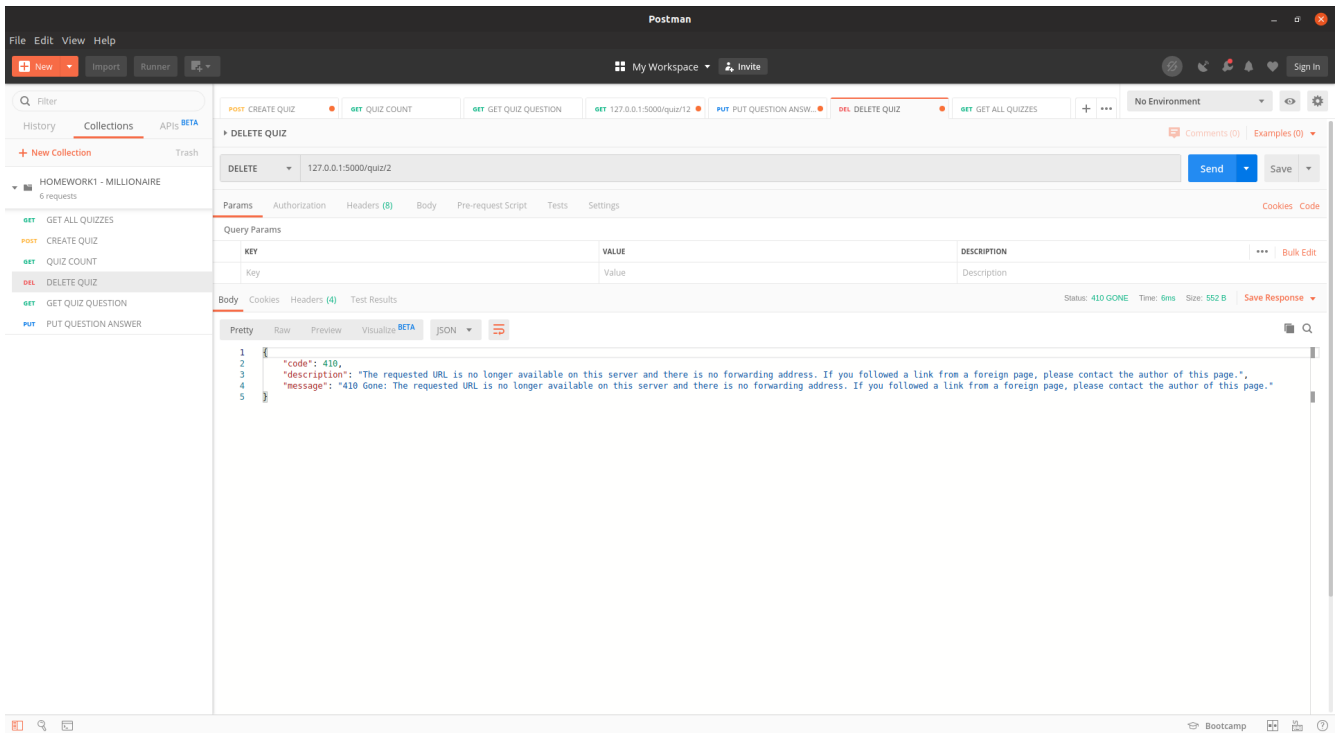 Postman
File Edit View Help
New Import Runner My Workspace Invite Sign In
Filter
History Collections APIs BETA
+ New Collection Trash
HOMEWORK1 - MILLIONAIRE
6 requests
GET GET ALL QUIZZES
POST CREATE QUIZ
GET QUIZ COUNT
DEL DELETE QUIZ
GET GET QUIZ QUESTION
PUT PUT QUESTION ANSWER
POST CREATE QUIZ GET QUIZ COUNT GET GET QUIZ QUESTION GET 127.0.0.1:5000/quiz/12 PUT PUT QUESTION ANSW... DEL DELETE QUIZ GET GET ALL QUIZZES + ••• No Environment
DELETE QUIZ Comments (0) Examples (0)
DELETE 127.0.0.1:5000/quiz/2 Send Save
Params Authorization Headers (8) Body Pre-request Script Tests Settings Cookies Code
Query Params
KEY VALUE DESCRIPTION ••• Bulk Edit
Key Value Description
Body Cookies Headers (4) Test Results Status: 410 GONE Time: 6ms Size: 552 B Save Response
Pretty Raw Preview Visualize BETA JSON
1 {
2 "code": 410,
3 "description": "The requested URL is no longer available on this server and there is no forwarding address. If you followed a link from a foreign page, please contact the author of this page.",
4 "message": "410 Gone: The requested URL is no longer available on this server and there is no forwarding address. If you followed a link from a foreign page, please contact the author of this page."
5 }
Bootcamp